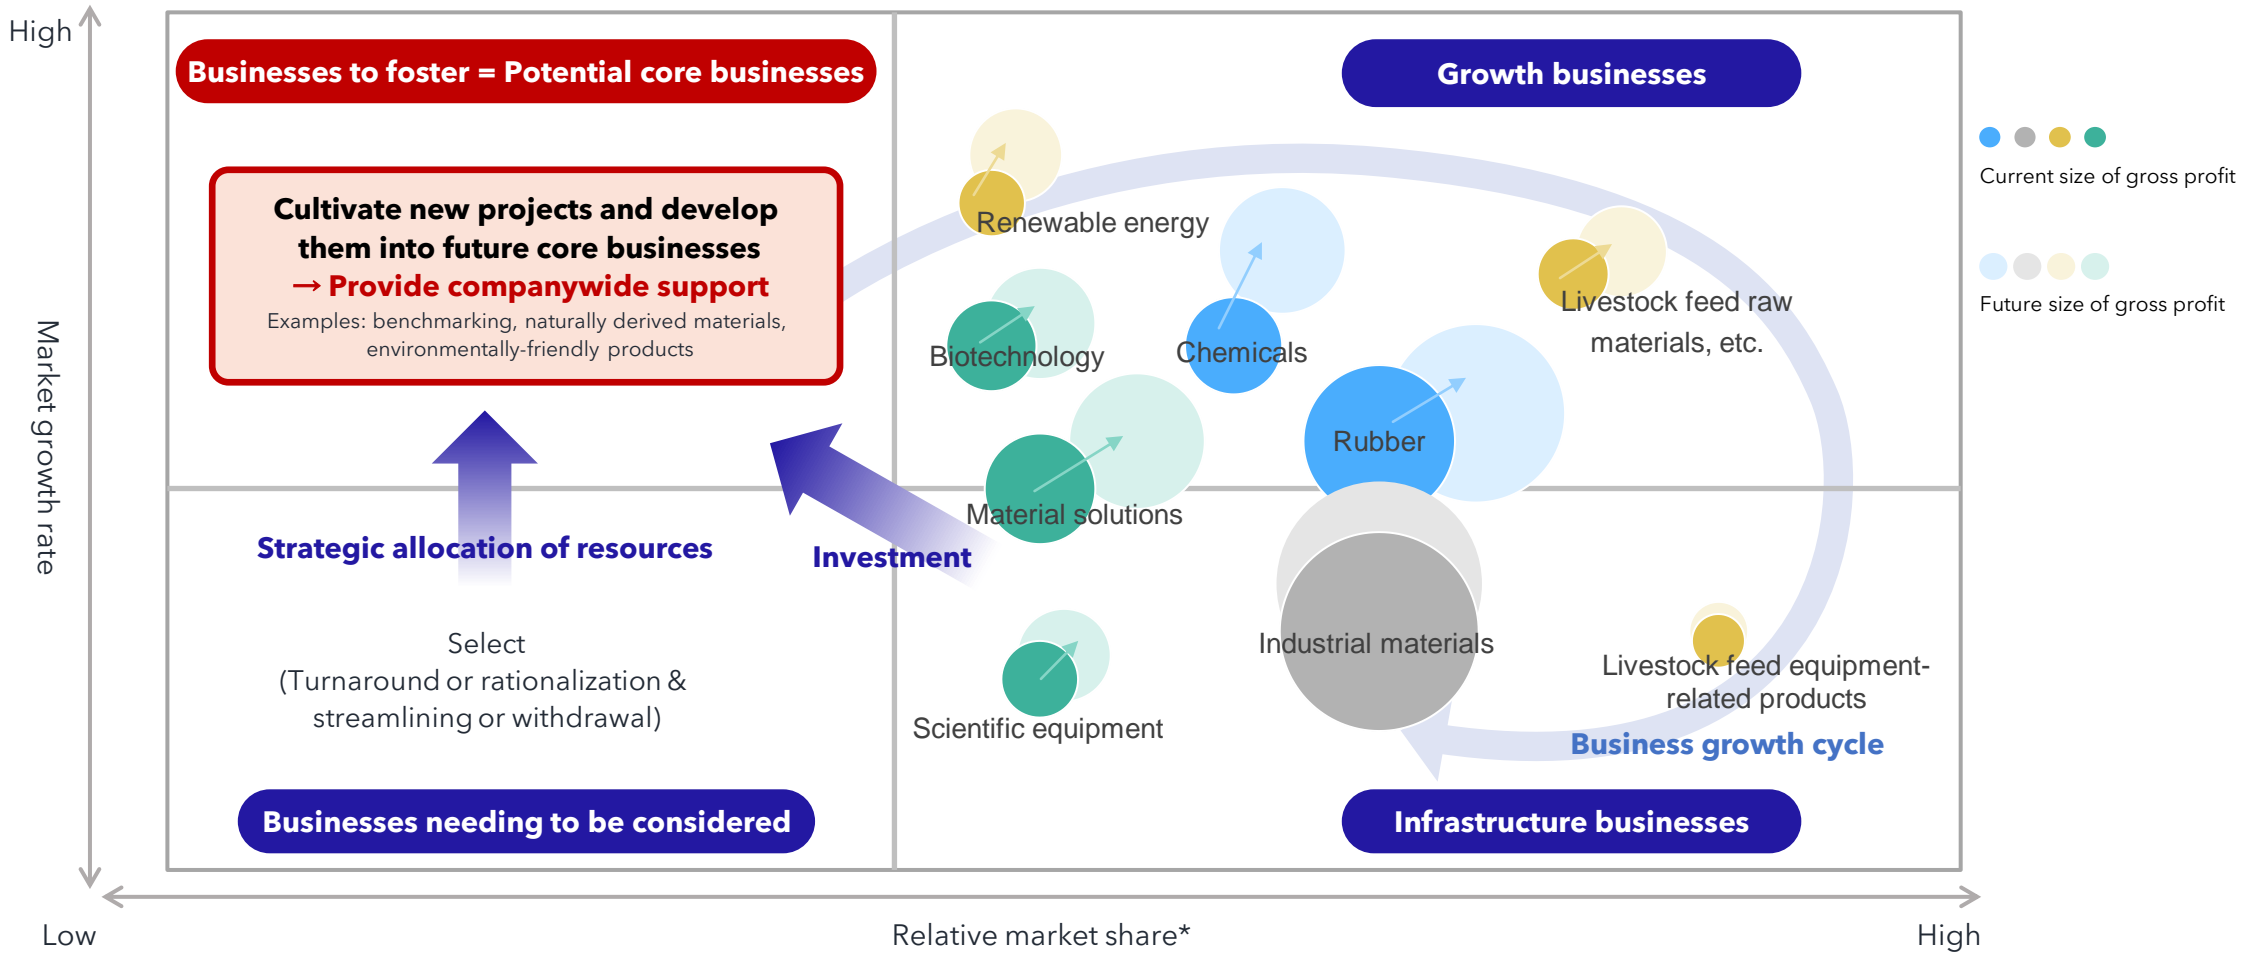 High
Businesses to foster = Potential core businesses
Growth businesses
Cultivate new projects and develop
them into future core businesses
→ Provide companywide support
Examples: benchmarking, naturally derived materials,
environmentally-friendly products
Current size of gross profit
Future size of gross profit
Renewable energy
Livestock feed raw
materials, etc.
Biotechnology
Chemicals
Rubber
Material solutions
Market growth rate
Strategic allocation of resources
Investment
Select
(Turnaround or rationalization &
streamlining or withdrawal)
Industrial materials
Livestock feed equipment-
related products
Scientific equipment
Business growth cycle
Businesses needing to be considered
Infrastructure businesses
Low
Relative market share*
High